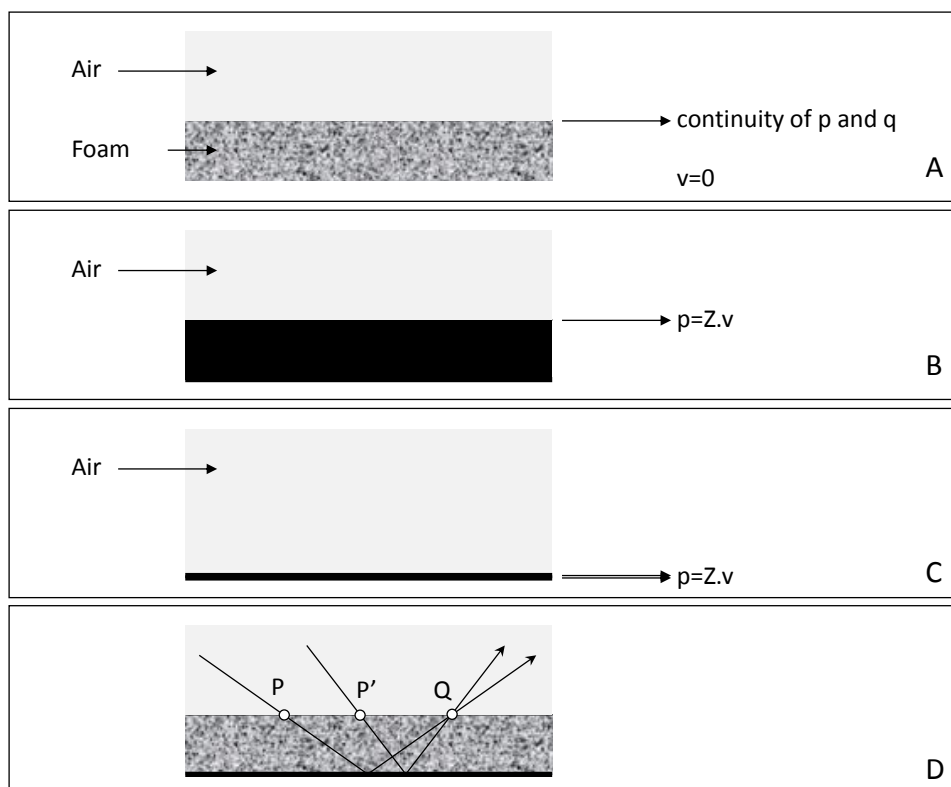 Air
continuity of p and q
Foam
v=0
A
Air
p=Z.v
B
Air
p=Z.v
C
P
P’
Q
D